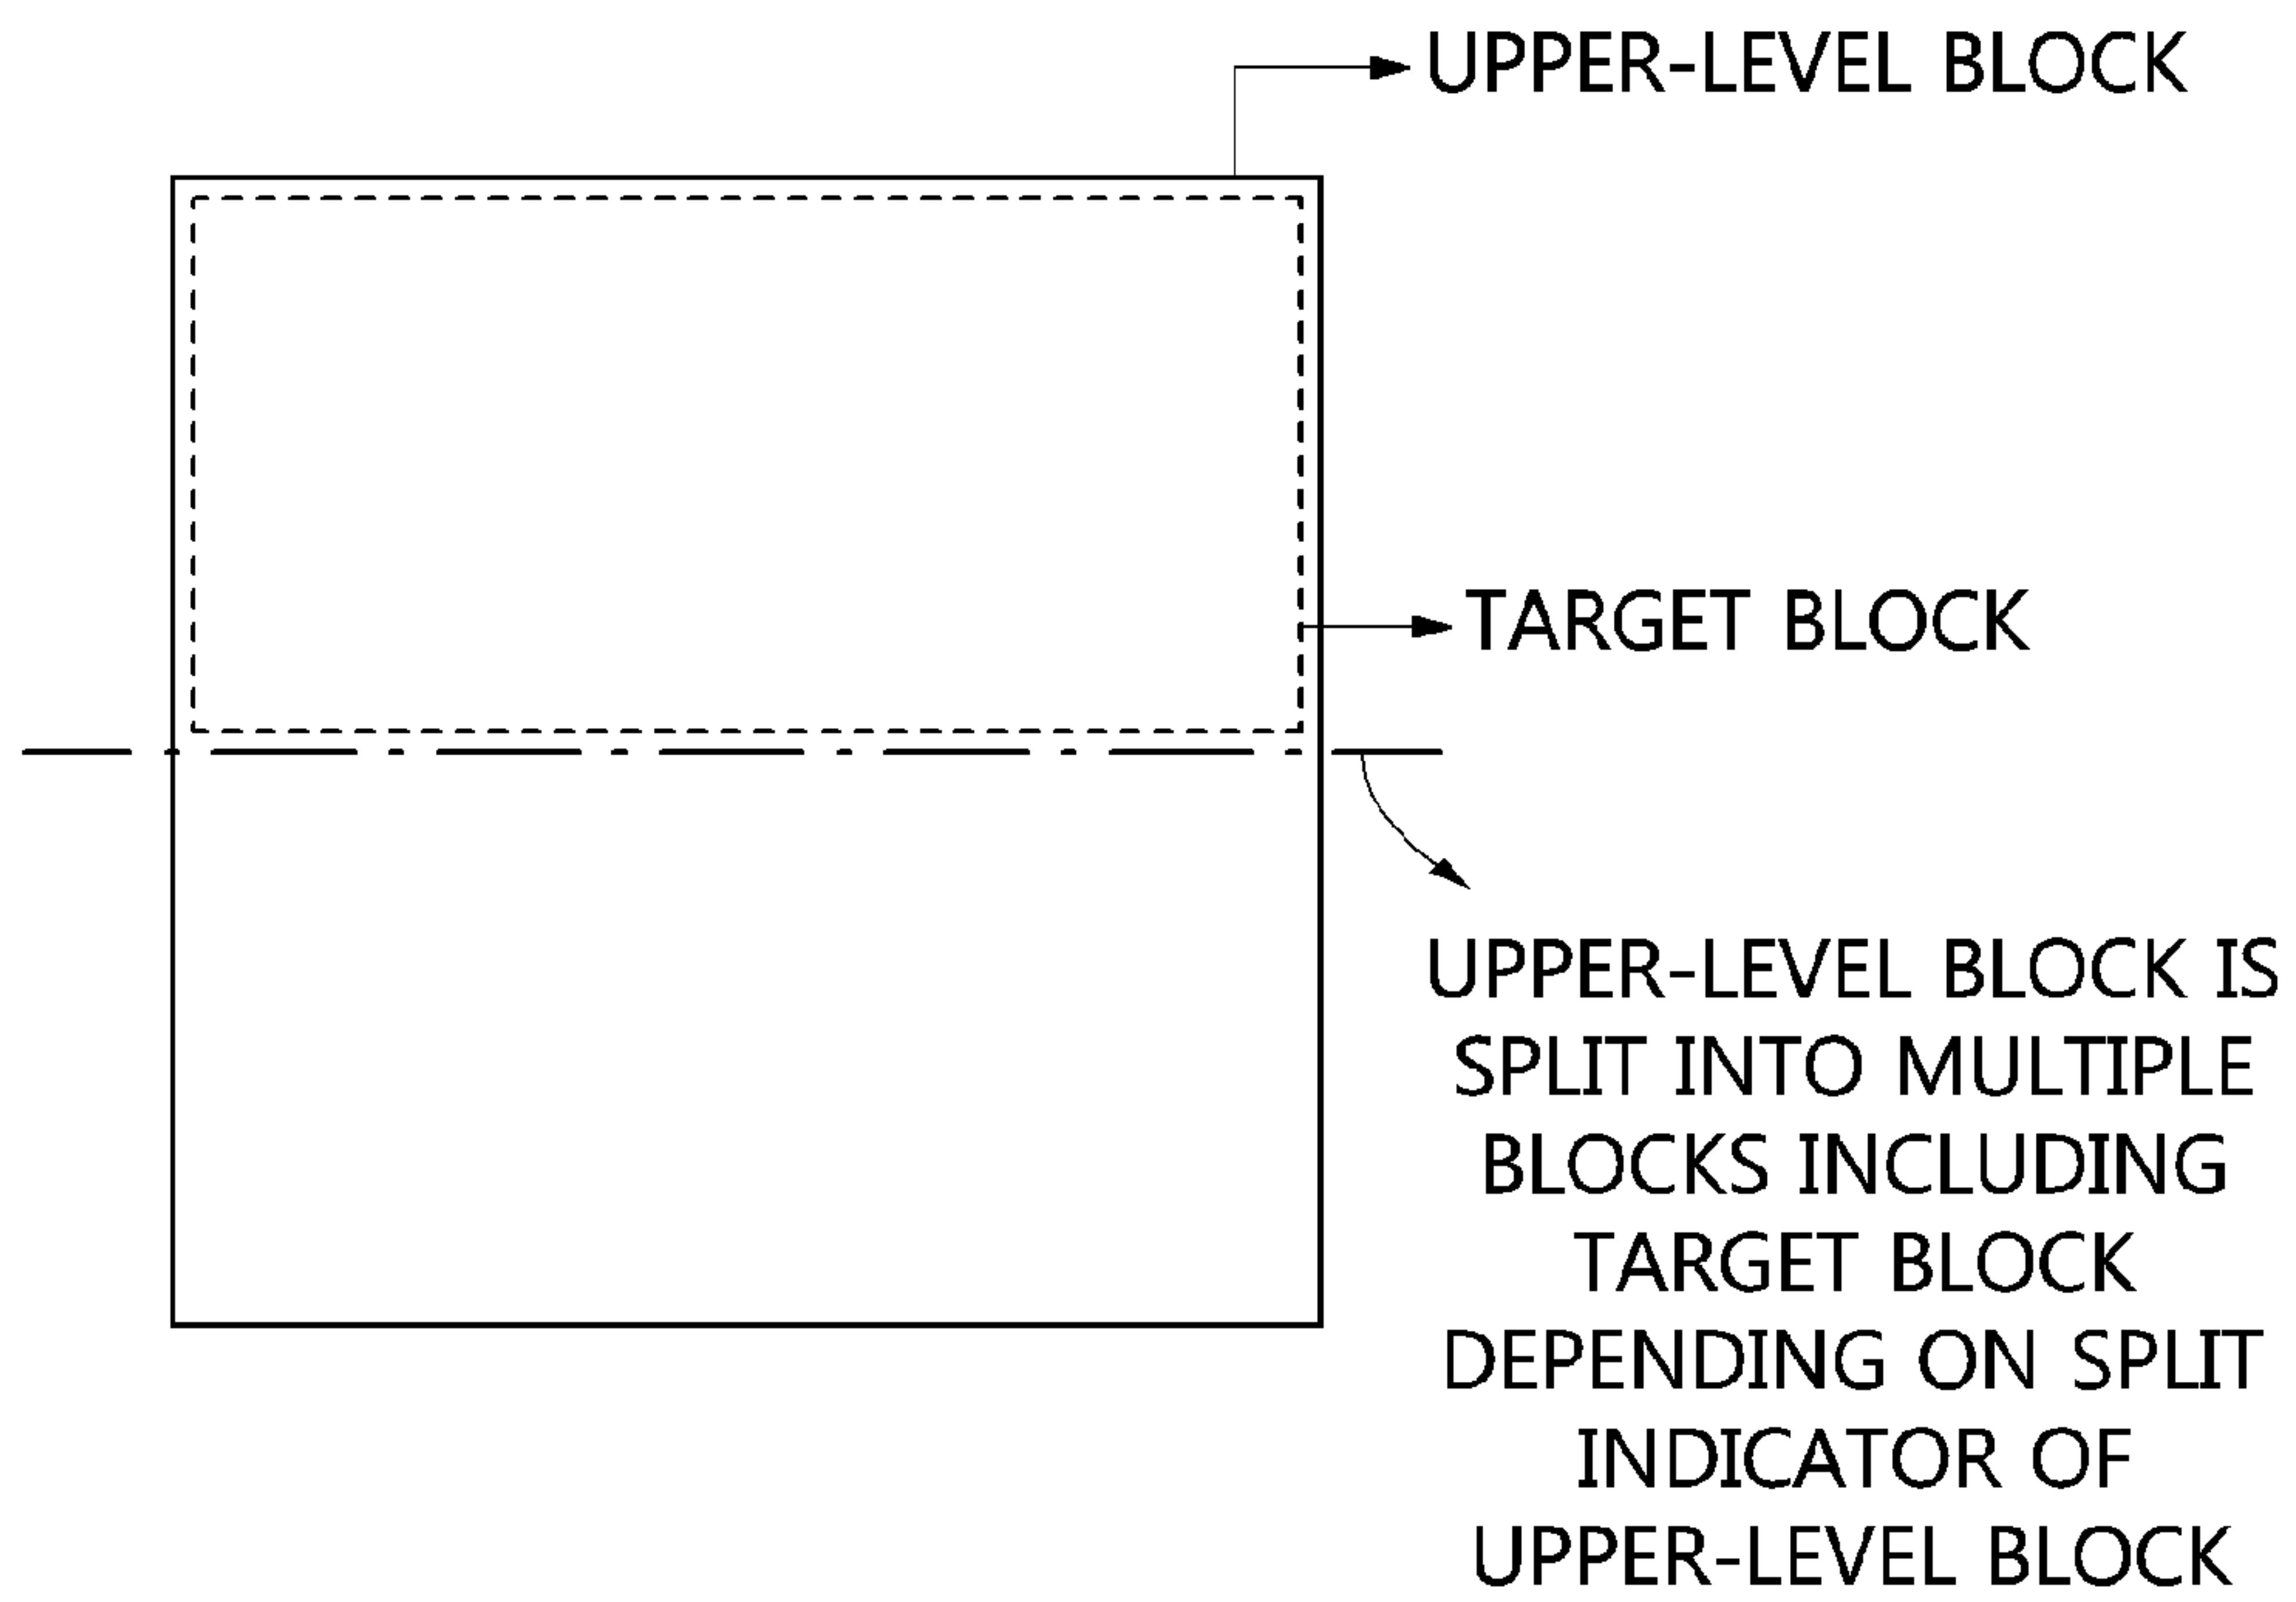 UPPER-LEVEL BLOCK
TARGET BLOCK
UPPER-LEVEL BLOCK IS
SPLIT INTO MULTIPLE
BLOCKS INCLUDING
TARGET BLOCK
DEPENDING ON SPLIT
INDICATOR OF
UPPER-LEVEL BLOCK